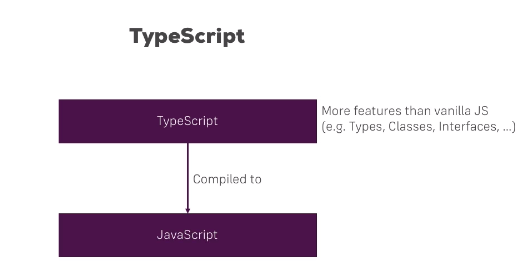 TypeScript
TypeScript
More features than vanilla JS
(e.g. Types, Classes, Interfaces, ...)
Compiled to
JavaScript